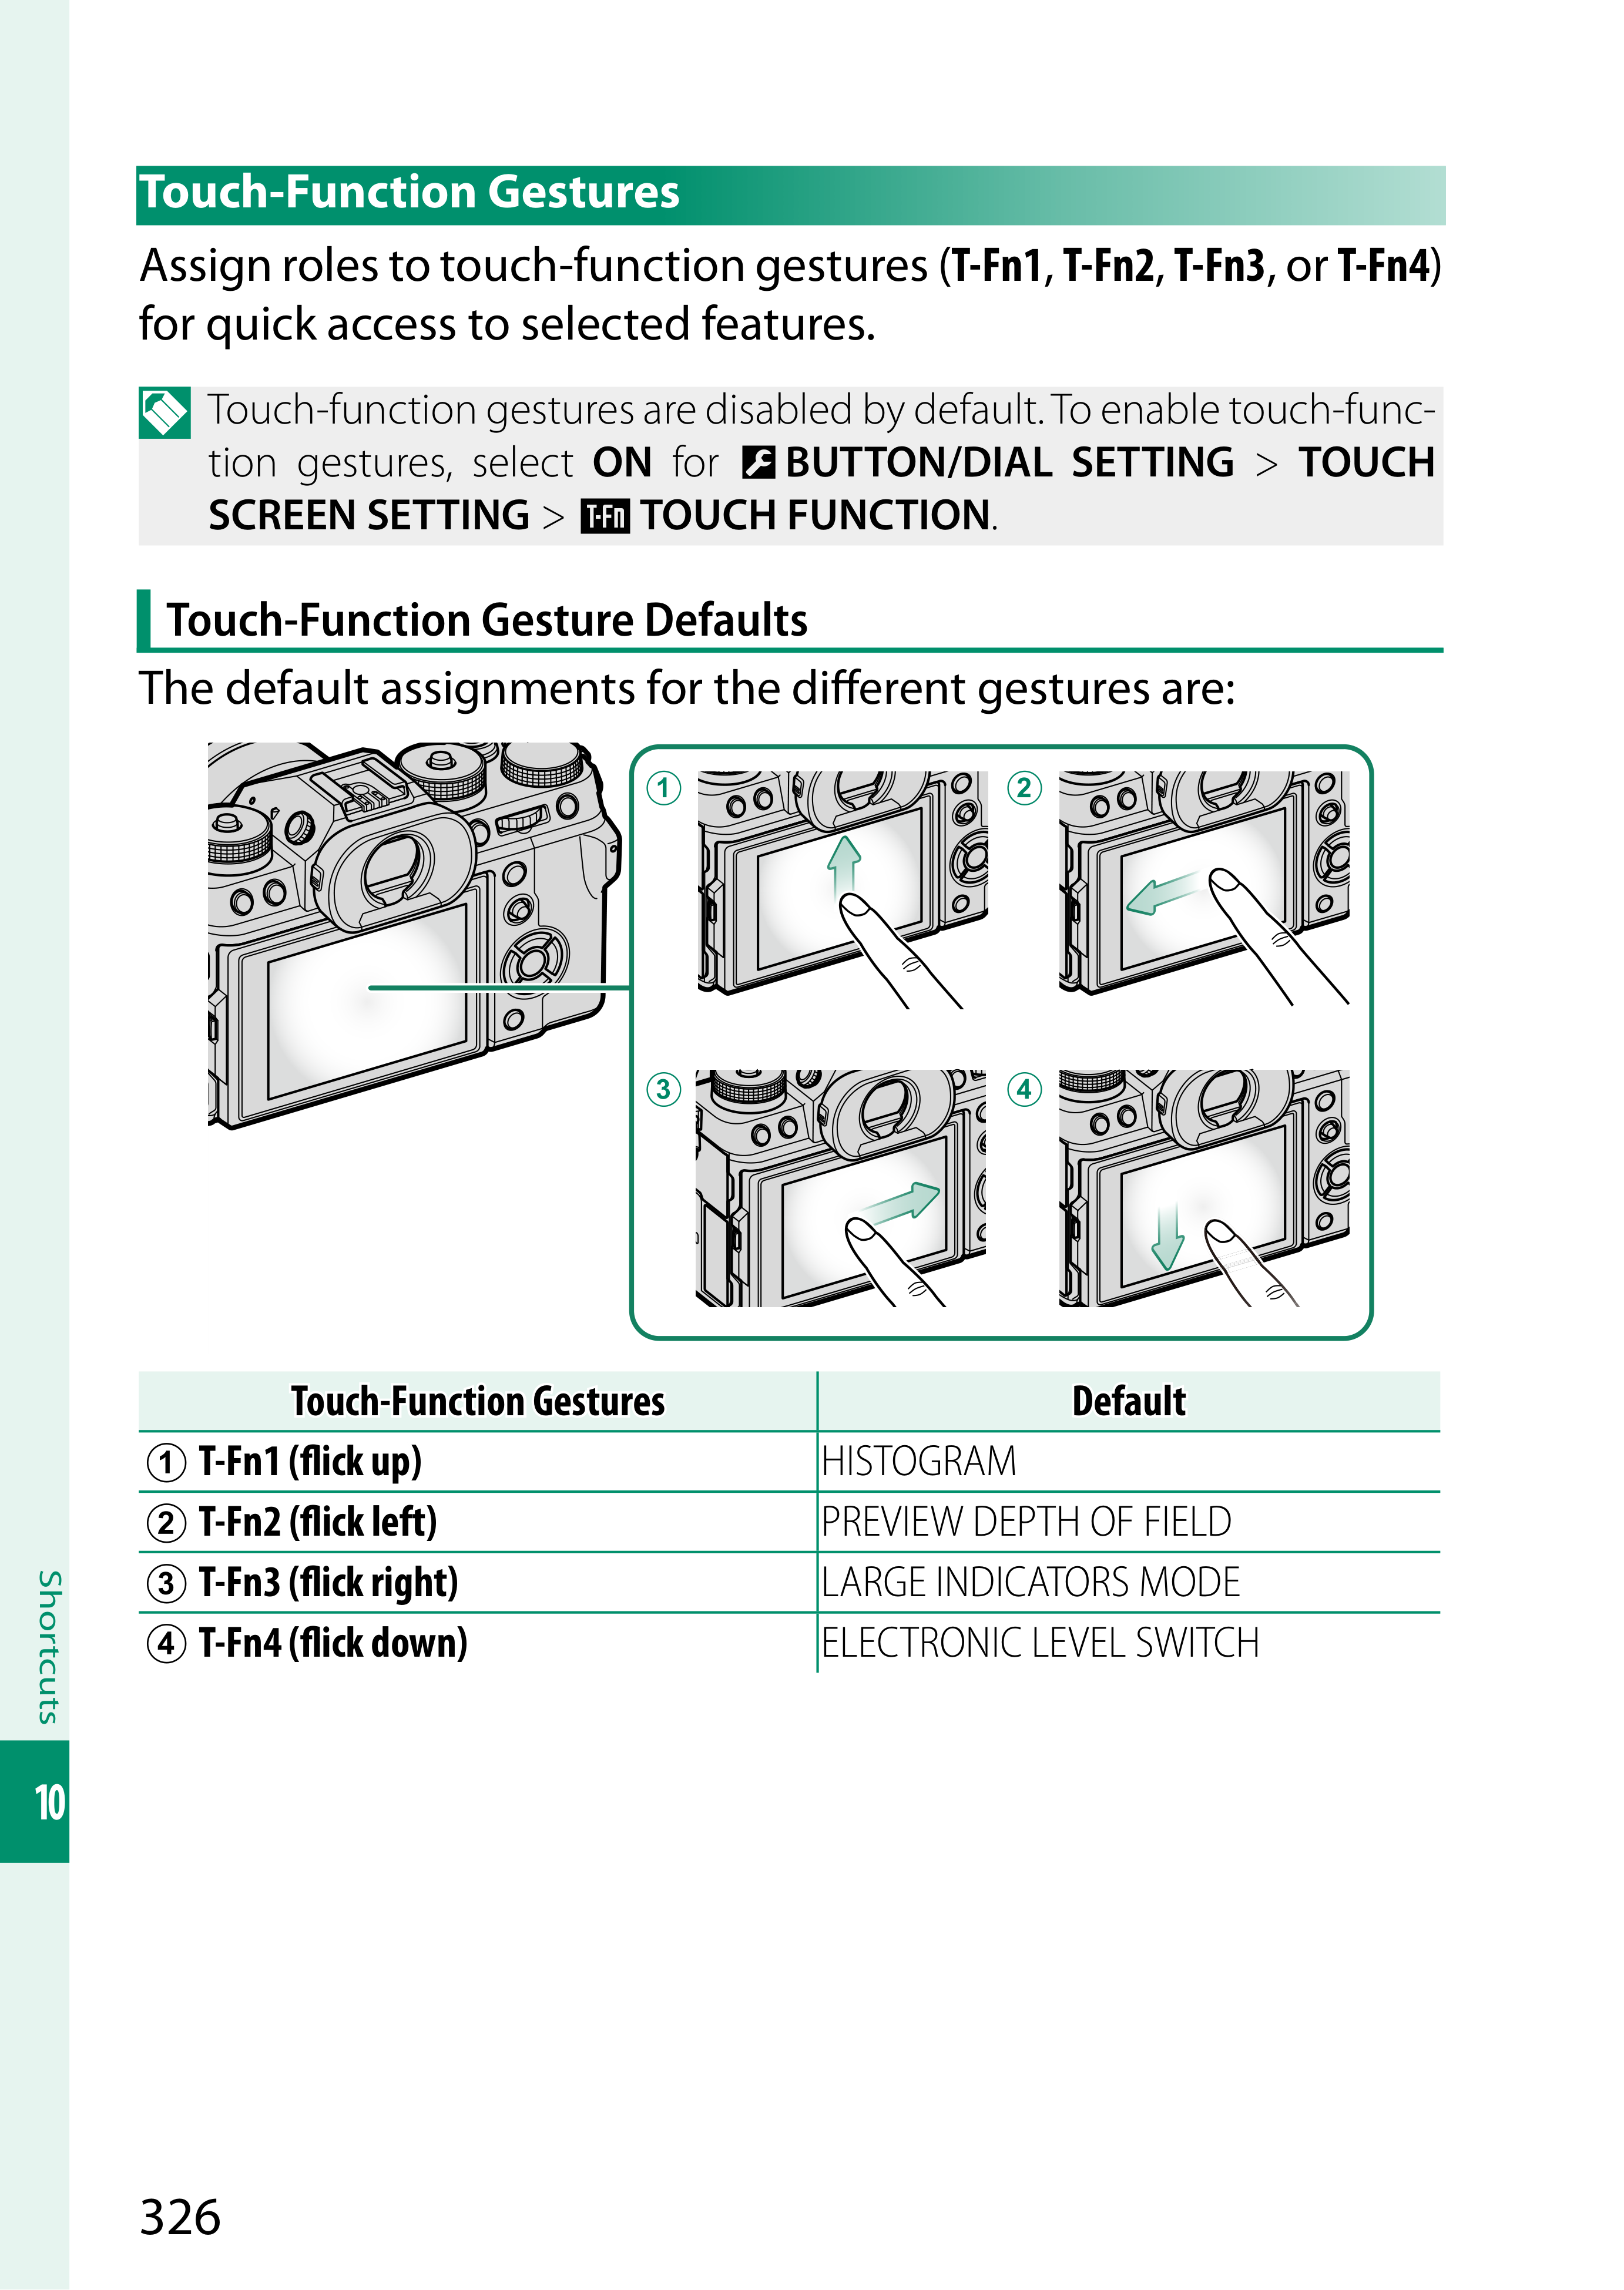 Touch-Function Gestures
Assign roles to touch-function gestures (T-Fn1, T-Fn2, T-Fn3, or T-Fn4)
for quick access to selected features.
Touch-function gestures are disabled by default. To enable touch-func-
tion gestures, select ON for BUTTON/DIAL SETTING > TOUCH
SCREEN SETTING > T-Fn TOUCH FUNCTION.
Touch-Function Gesture Defaults
The default assignments for the different gestures are:
① ②
③ ④
Touch-Function Gestures Default
① T-Fn1 (flick up) HISTOGRAM
② T-Fn2 (flick left) PREVIEW DEPTH OF FIELD
③ T-Fn3 (flick right) LARGE INDICATORS MODE
④ T-Fn4 (flick down) ELECTRONIC LEVEL SWITCH
Shortcuts
10
326